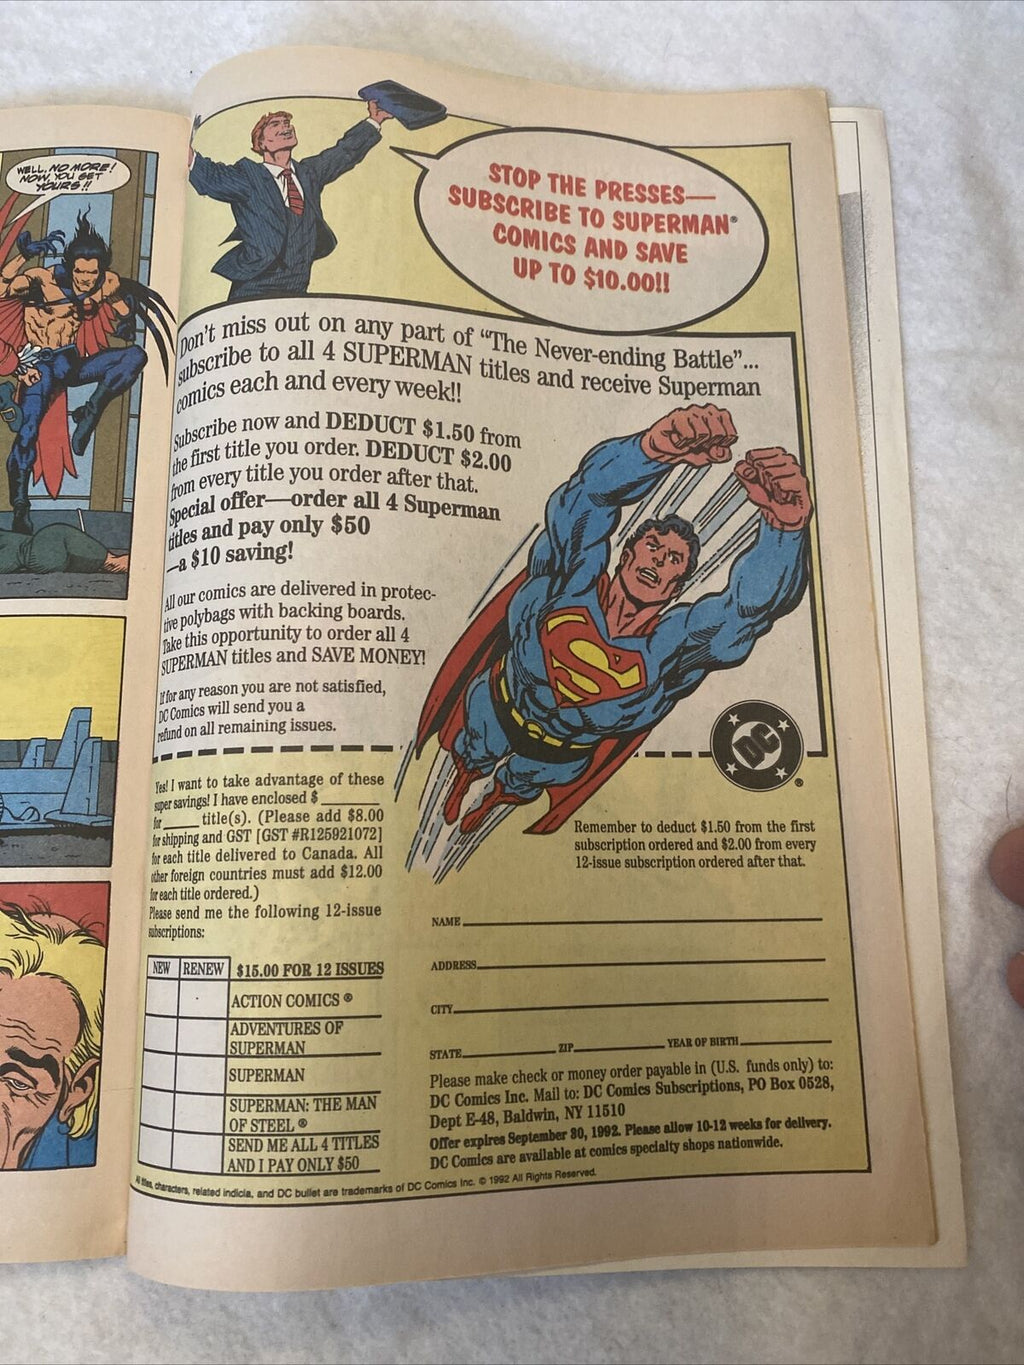 WELL, NO MORE!
NOW, YOU GET
YOURS!!
STOP THE PRESSES—
SUBSCRIBE TO SUPERMAN®
COMICS AND SAVE
UP TO $10.00!!
Don't miss out on any part of "The Never-ending Battle"...
subscribe to all 4 SUPERMAN titles and receive Superman
comics each and every week!!
Subscribe now and DEDUCT $1.50 from
the first title you order. DEDUCT $2.00
from every title you order after that.
Special offer—order all 4 Superman
titles and pay only $50
—a $10 saving!
All our comics are delivered in protec-
tive polybags with backing boards.
Take this opportunity to order all 4
SUPERMAN titles and SAVE MONEY!
If for any reason you are not satisfied,
DC Comics will send you a
refund on all remaining issues.
S
DC
®
Yes! I want to take advantage of these
super savings! I have enclosed $ ________
for ______ title(s). (Please add $8.00
for shipping and GST [GST #R125921072]
for each title delivered to Canada. All
other foreign countries must add $12.00
for each title ordered.)
Please send me the following 12-issue
subscriptions:
NEW RENEW $15.00 FOR 12 ISSUES
ACTION COMICS ®
ADVENTURES OF
SUPERMAN
SUPERMAN
SUPERMAN: THE MAN
OF STEEL ®
SEND ME ALL 4 TITLES
AND I PAY ONLY $50
Remember to deduct $1.50 from the first
subscription ordered and $2.00 from every
12-issue subscription ordered after that.
NAME
ADDRESS
CITY
STATE ZIP YEAR OF BIRTH
Please make check or money order payable in (U.S. funds only) to:
DC Comics Inc. Mail to: DC Comics Subscriptions, PO Box 0528,
Dept E-48, Baldwin, NY 11510
Offer expires September 30, 1992. Please allow 10-12 weeks for delivery.
DC Comics are available at comics specialty shops nationwide.
All titles, characters, related indicia, and DC bullet are trademarks of DC Comics Inc. © 1992 All Rights Reserved.